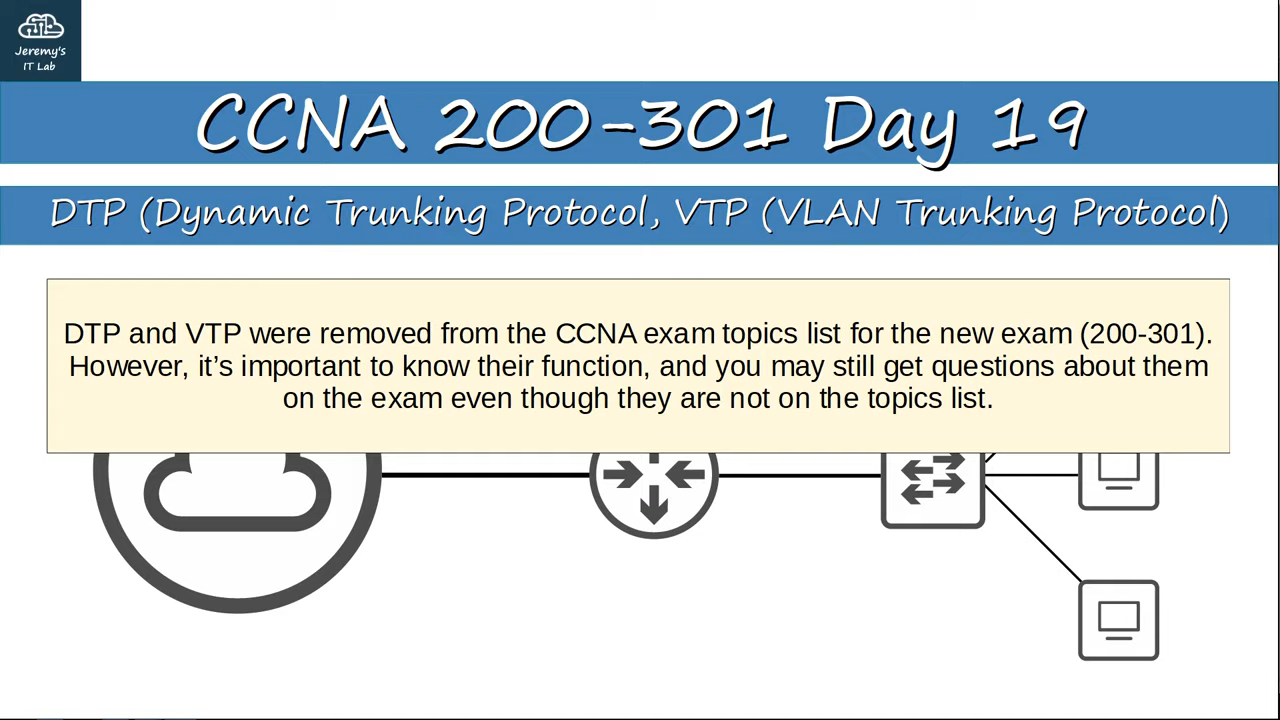 Jeremy's
IT Lab
CCNA 200-301 Day 19
DTP (Dynamic Trunking Protocol, VTP (VLAN Trunking Protocol)
DTP and VTP were removed from the CCNA exam topics list for the new exam (200-301).
However, it’s important to know their function, and you may still get questions about them
on the exam even though they are not on the topics list.